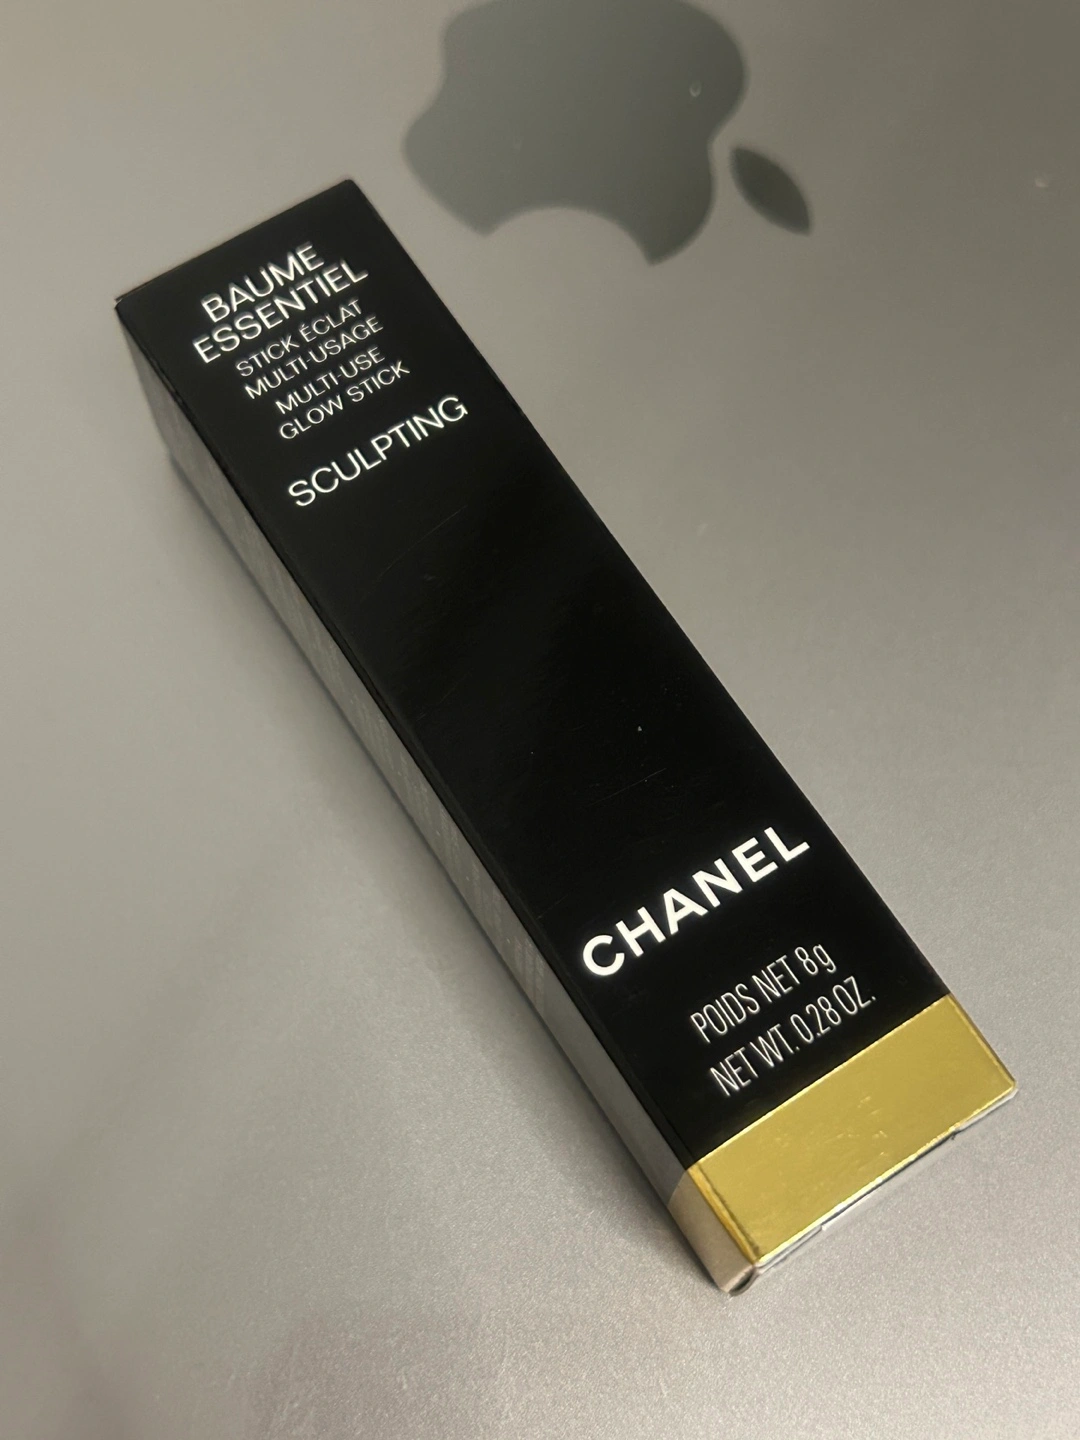 BAUME
ESSENTIEL
STICK ÉCLAT
MULTI-USAGE
MULTI-USE
GLOW STICK
SCULPTING
CHANEL
POIDS NET 8g
NET WT. 0.28 OZ.